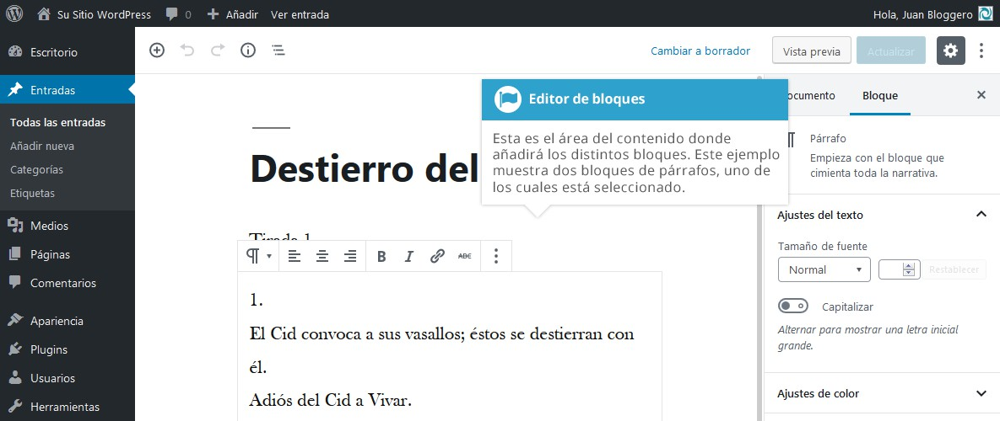 Su Sitio WordPress 0 Añadir Ver entrada Hola, Juan Bloggero
Escritorio
Entradas
Todas las entradas
Añadir nueva
Categorías
Etiquetas
Medios
Páginas
Comentarios
Apariencia
Plugins
Usuarios
Herramientas
Cambiar a borrador Vista previa Actualizar
Editor de bloques
Esta es el área del contenido donde
añadirá los distintos bloques. Este ejemplo
muestra dos bloques de párrafos, uno de
los cuales está seleccionado.
Destierro del
Tirada 1
B I ABC
1.
El Cid convoca a sus vasallos; éstos se destierran con
él.
Adiós del Cid a Vivar.
ocumento Bloque
Párrafo
Empieza con el bloque que
cimienta toda la narrativa.
Ajustes del texto
Tamaño de fuente
Normal Restablecer
Capitalizar
Alternar para mostrar una letra inicial
grande.
Ajustes de color